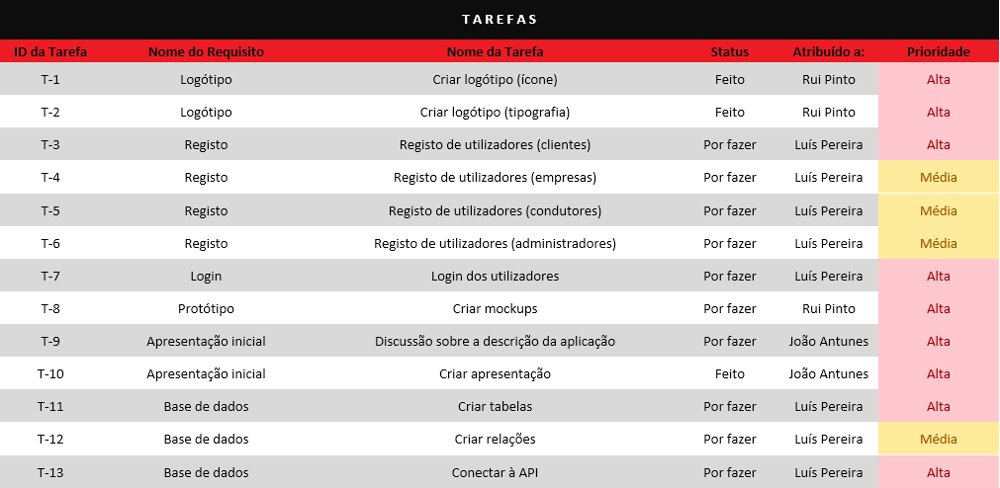 TAREFAS
ID da Tarefa Nome do Requisito Nome da Tarefa Status Atribuído a: Prioridade
T-1 Logótipo Criar logótipo (ícone) Feito Rui Pinto Alta
T-2 Logótipo Criar logótipo (tipografia) Feito Rui Pinto Alta
T-3 Registo Registo de utilizadores (clientes) Por fazer Luís Pereira Alta
T-4 Registo Registo de utilizadores (empresas) Por fazer Luís Pereira Média
T-5 Registo Registo de utilizadores (condutores) Por fazer Luís Pereira Média
T-6 Registo Registo de utilizadores (administradores) Por fazer Luís Pereira Média
T-7 Login Login dos utilizadores Por fazer Luís Pereira Alta
T-8 Protótipo Criar mockups Por fazer Rui Pinto Alta
T-9 Apresentação inicial Discussão sobre a descrição da aplicação Por fazer João Antunes Alta
T-10 Apresentação inicial Criar apresentação Feito João Antunes Alta
T-11 Base de dados Criar tabelas Por fazer Luís Pereira Alta
T-12 Base de dados Criar relações Por fazer Luís Pereira Média
T-13 Base de dados Conectar à API Por fazer Luís Pereira Alta